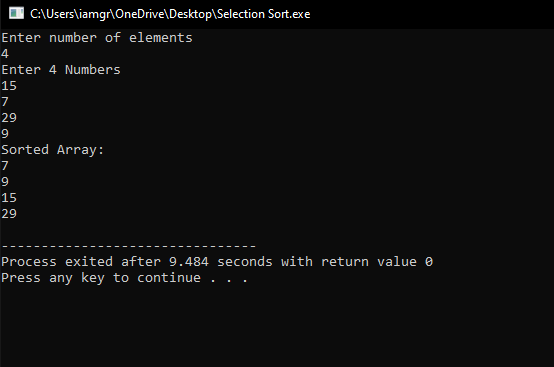 C:\Users\iamgr\OneDrive\Desktop\Selection Sort.exe
Enter number of elements
4
Enter 4 Numbers
15
7
29
9
Sorted Array:
7
9
15
29
--------------------------------
Process exited after 9.484 seconds with return value 0
Press any key to continue . . .